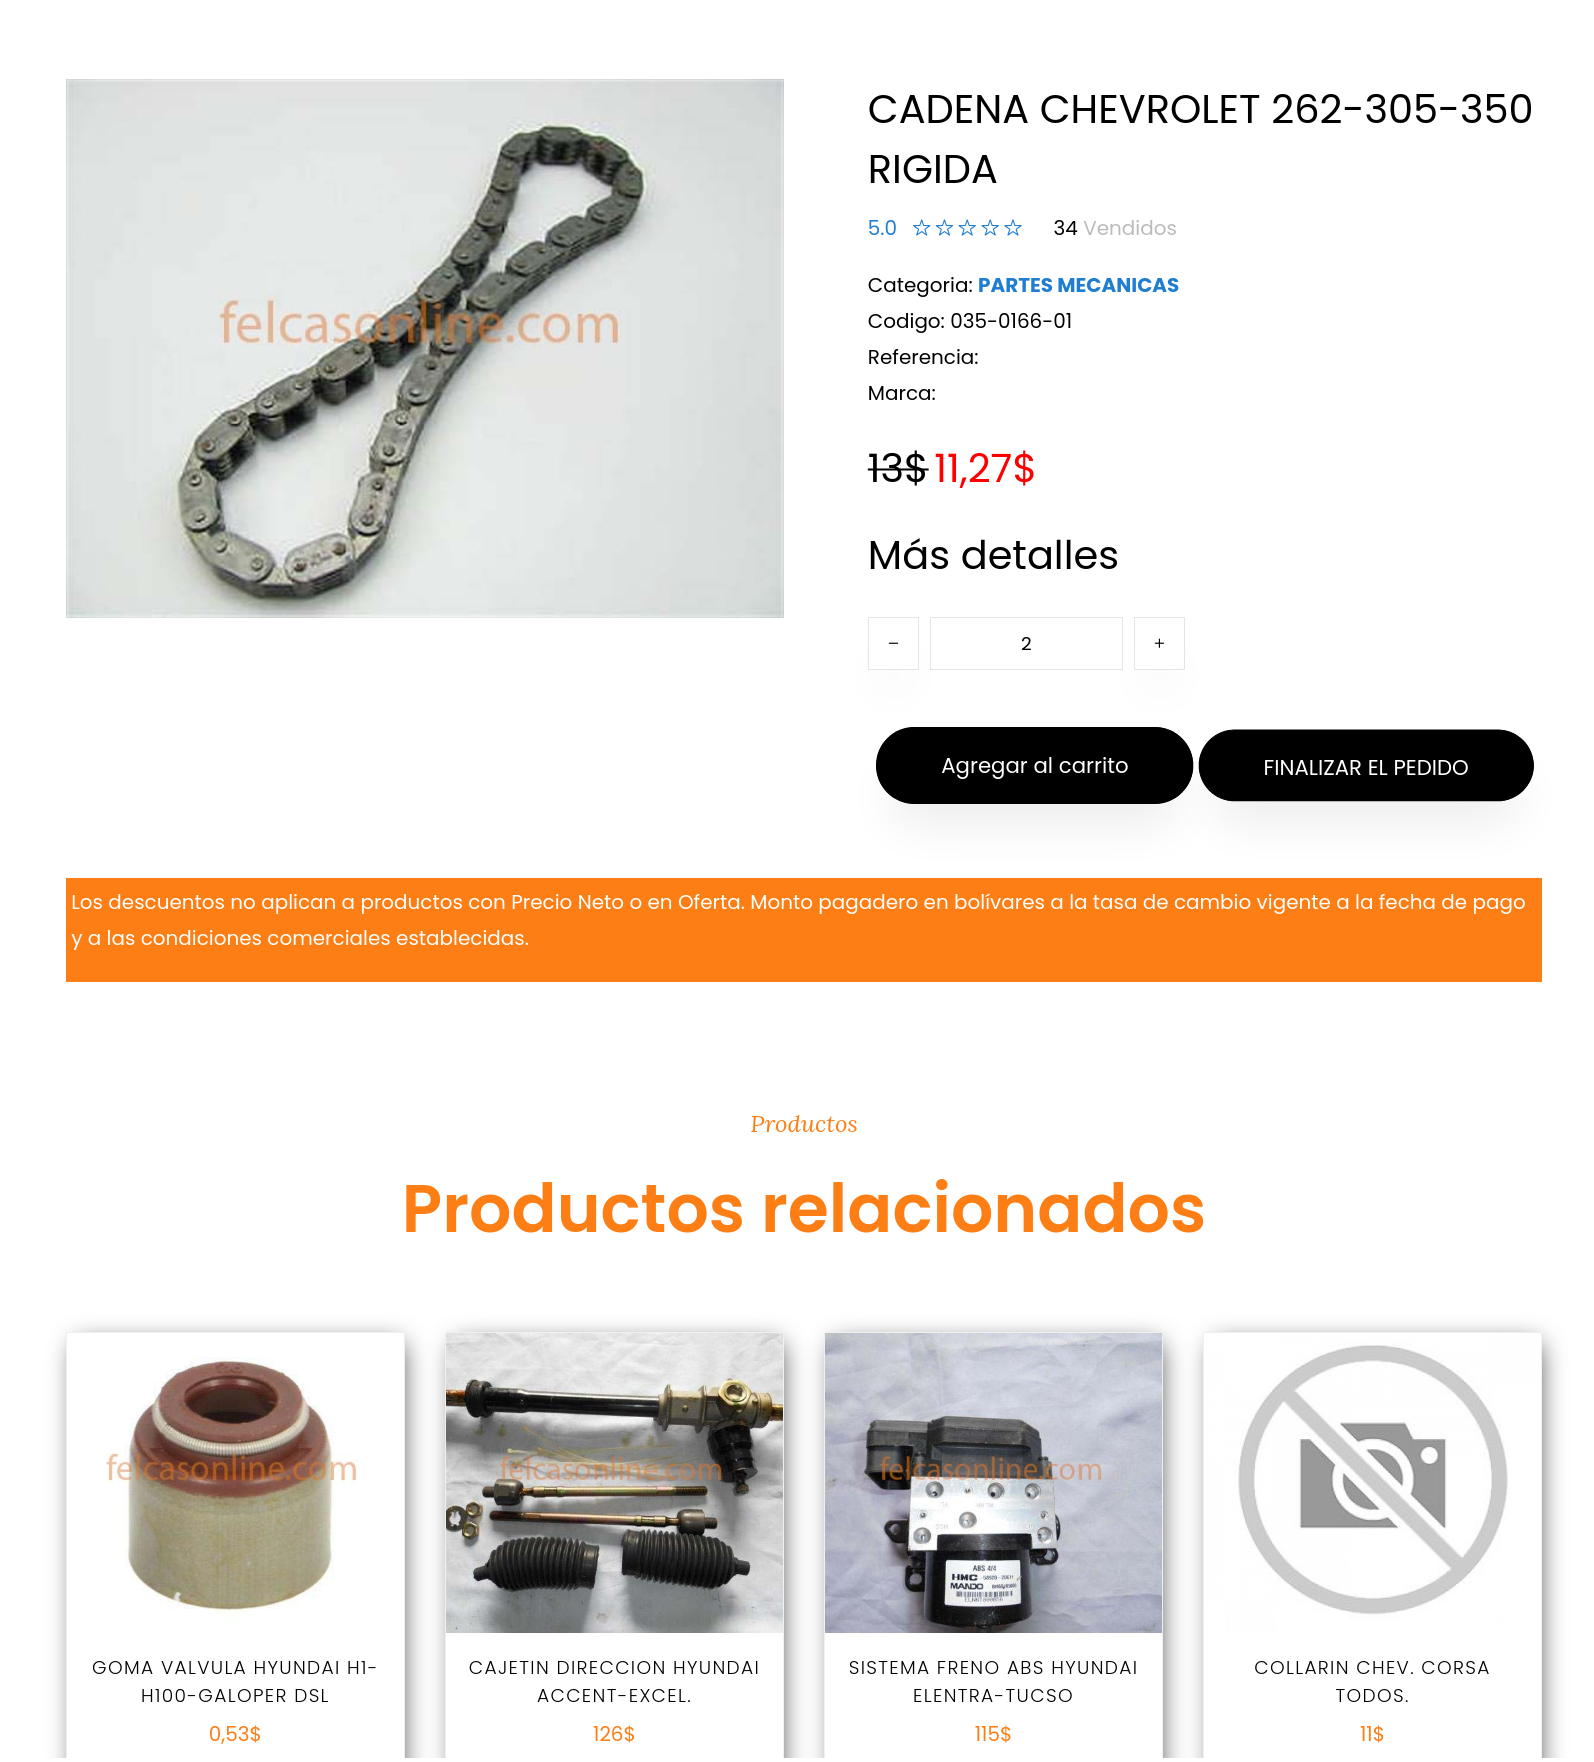 felcasonline.com
CADENA CHEVROLET 262-305-350
RIGIDA
5.0 ☆☆☆☆☆ 34 Vendidos
Categoria: PARTES MECANICAS
Codigo: 035-0166-01
Referencia:
Marca:
13$ 11,27$
Más detalles
− 2 +
Agregar al carrito
FINALIZAR EL PEDIDO
Los descuentos no aplican a productos con Precio Neto o en Oferta. Monto pagadero en bolívares a la tasa de cambio vigente a la fecha de pago
y a las condiciones comerciales establecidas.
Productos
Productos relacionados
felcasonline.com
GOMA VALVULA HYUNDAI H1-
H100-GALOPER DSL
0,53$
felcasonline.com
CAJETIN DIRECCION HYUNDAI
ACCENT-EXCEL.
126$
felcasonline.com
ABS 4/4
HMC
MANDO
SISTEMA FRENO ABS HYUNDAI
ELENTRA-TUCSO
115$
COLLARIN CHEV. CORSA
TODOS.
11$